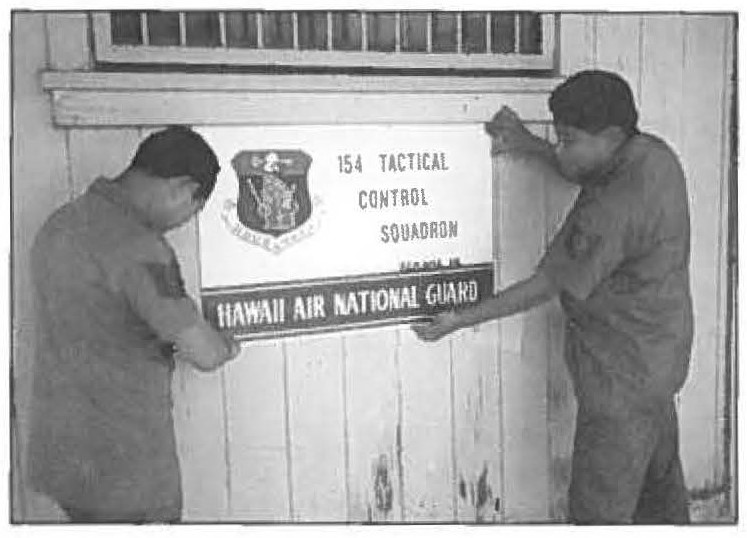 154 TACTICAL
CONTROL
SQUADRON
HAWAII AIR NATIONAL GUARD